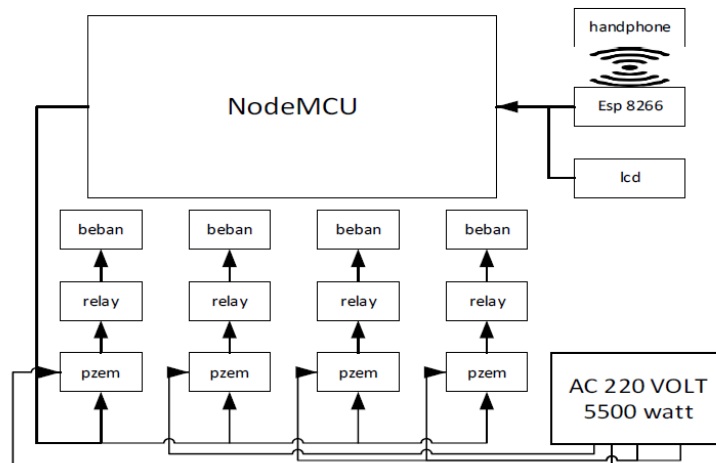 handphone
NodeMCU
Esp 8266
lcd
beban
beban
beban
beban
relay
relay
relay
relay
pzem
pzem
pzem
pzem
AC 220 VOLT
5500 watt